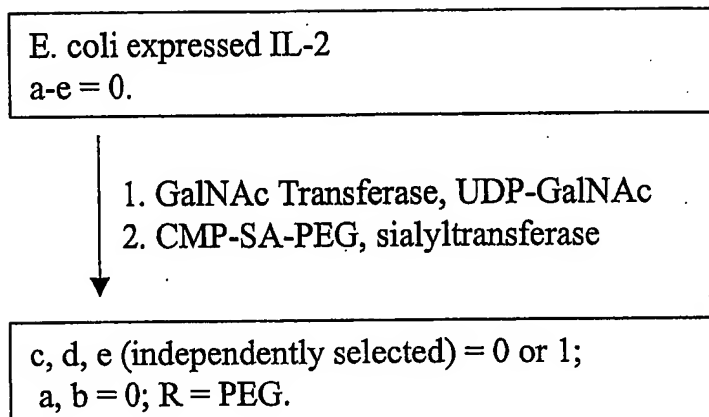 E. coli expressed IL-2
a-e = 0.
1. GalNAc Transferase, UDP-GalNAc
2. CMP-SA-PEG, sialyltransferase
c, d, e (independently selected) = 0 or 1;
a, b = 0; R = PEG.